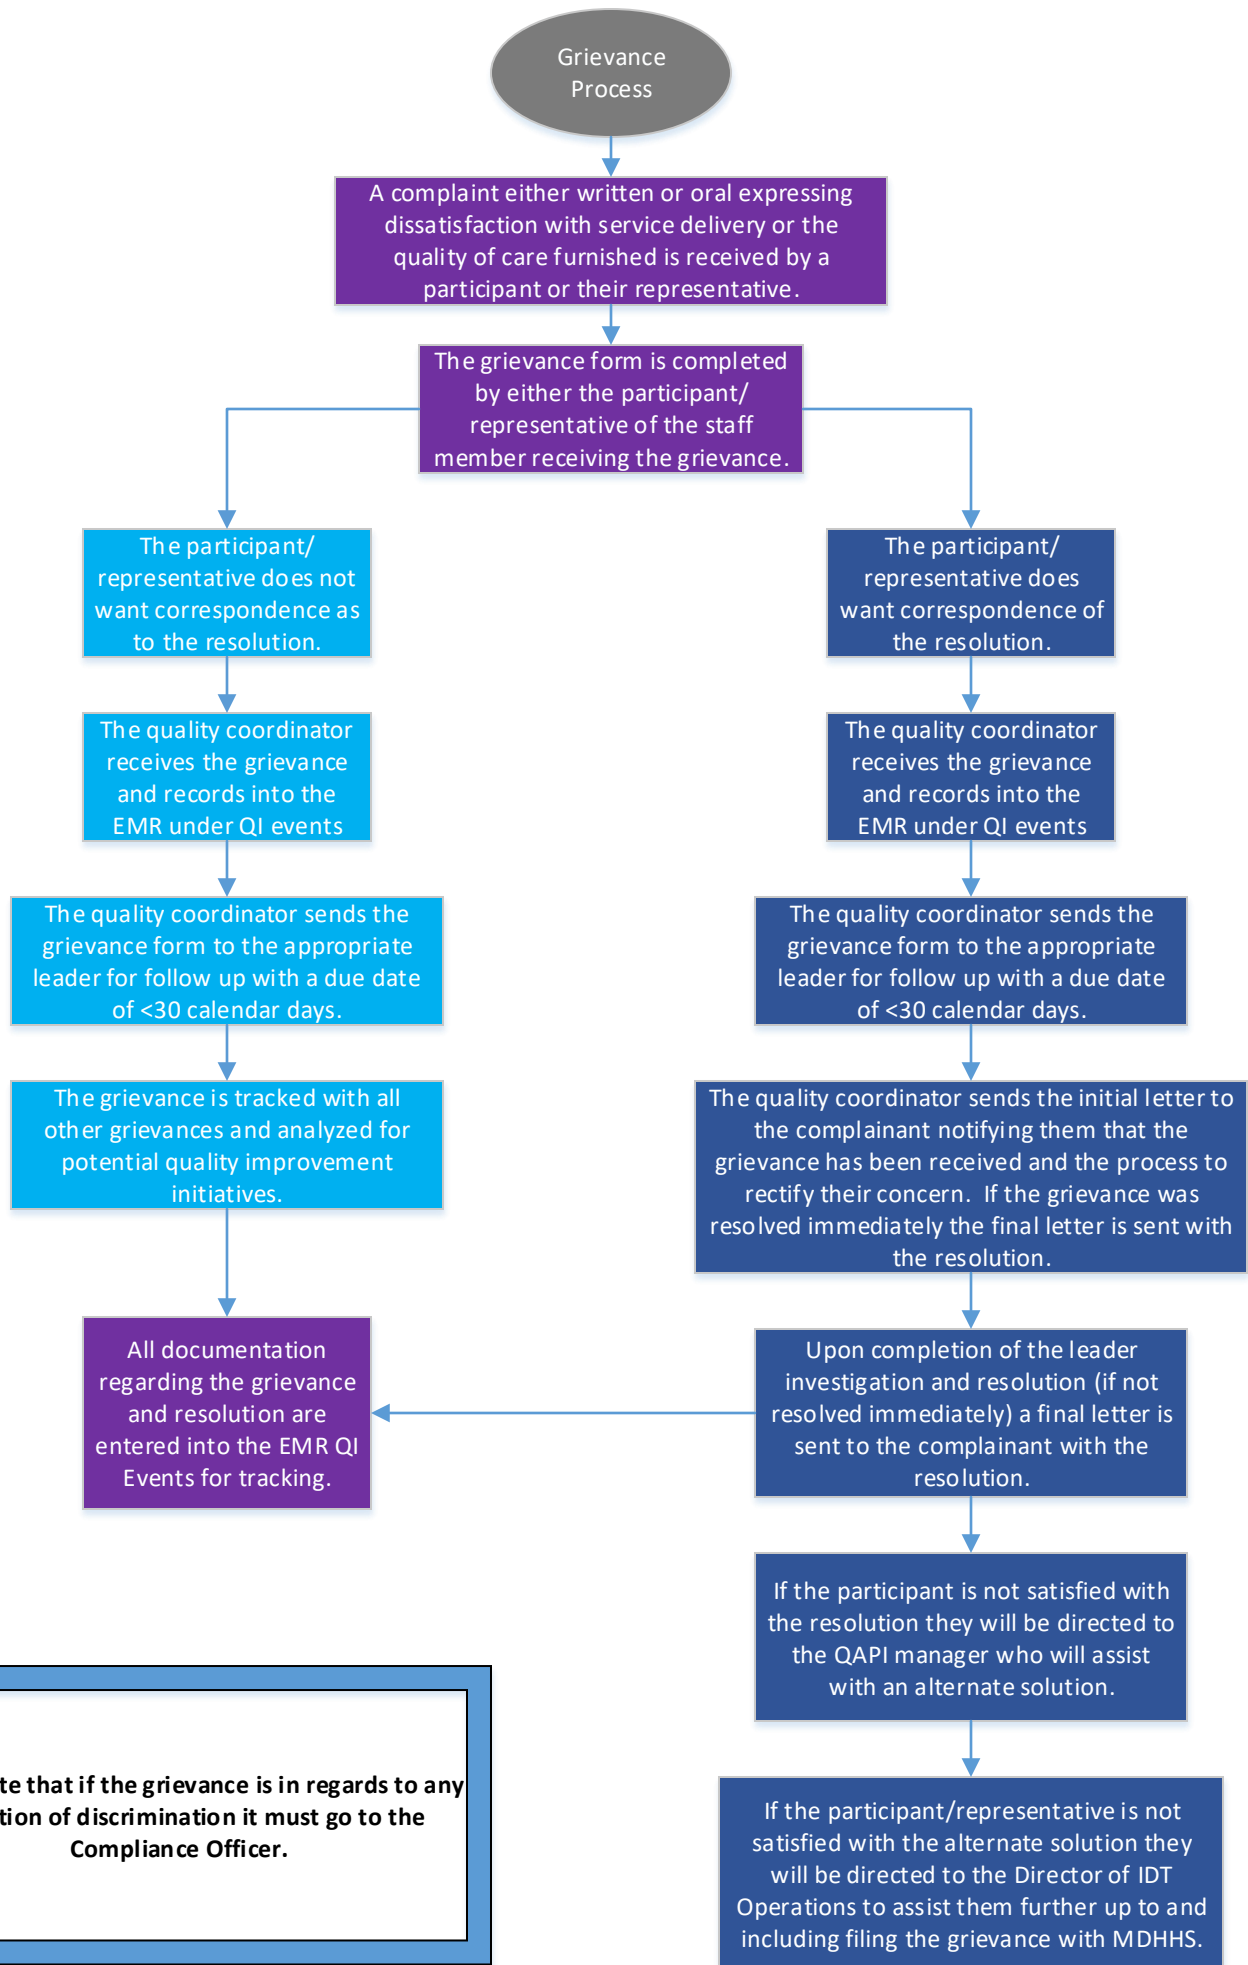 Grievance
Process
A complaint either written or oral expressing
dissatisfaction with service delivery or the
quality of care furnished is received by a
participant or their representative.
The grievance form is completed
by either the participant/
representative of the staff
member receiving the grievance.
The participant/
representative does not
want correspondence as
to the resolution.
The quality coordinator
receives the grievance
and records into the
EMR under QI events
The quality coordinator sends the
grievance form to the appropriate
leader for follow up with a due date
of <30 calendar days.
The grievance is tracked with all
other grievances and analyzed for
potential quality improvement
initiatives.
All documentation
regarding the grievance
and resolution are
entered into the EMR QI
Events for tracking.
The participant/
representative does
want correspondence of
the resolution.
The quality coordinator
receives the grievance
and records into the
EMR under QI events
The quality coordinator sends the
grievance form to the appropriate
leader for follow up with a due date
of <30 calendar days.
The quality coordinator sends the initial letter to
the complainant notifying them that the
grievance has been received and the process to
rectify their concern.  If the grievance was
resolved immediately the final letter is sent with
the resolution.
Upon completion of the leader
investigation and resolution (if not
resolved immediately) a final letter is
sent to the complainant with the
resolution.
If the participant is not satisfied with
the resolution they will be directed to
the QAPI manager who will assist
with an alternate solution.
If the participant/representative is not
satisfied with the alternate solution they
will be directed to the Director of IDT
Operations to assist them further up to and
including filing the grievance with MDHHS.
that if the grievance is in regards to any
of discrimination it must go to the
Compliance Officer.